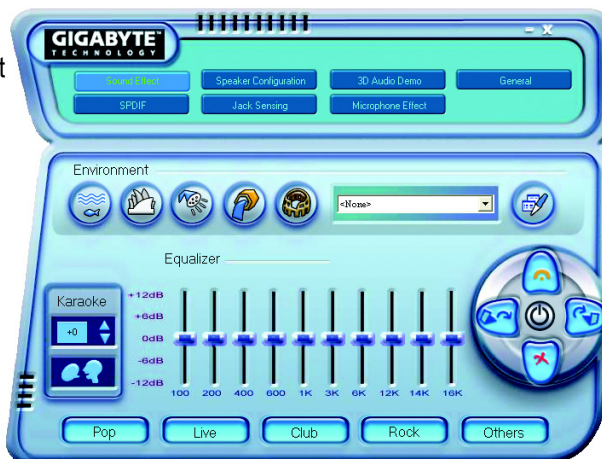 GIGABYTE™
TECHNOLOGY
Sound Effect
Speaker Configuration
3D Audio Demo
General
SPDIF
Jack Sensing
Microphone Effect
Environment
<None>
Equalizer
Karaoke
+0
+12dB
+6dB
0dB
-6dB
-12dB
100 200 400 600 1K 3K 6K 12K 14K 16K
Pop
Live
Club
Rock
Others